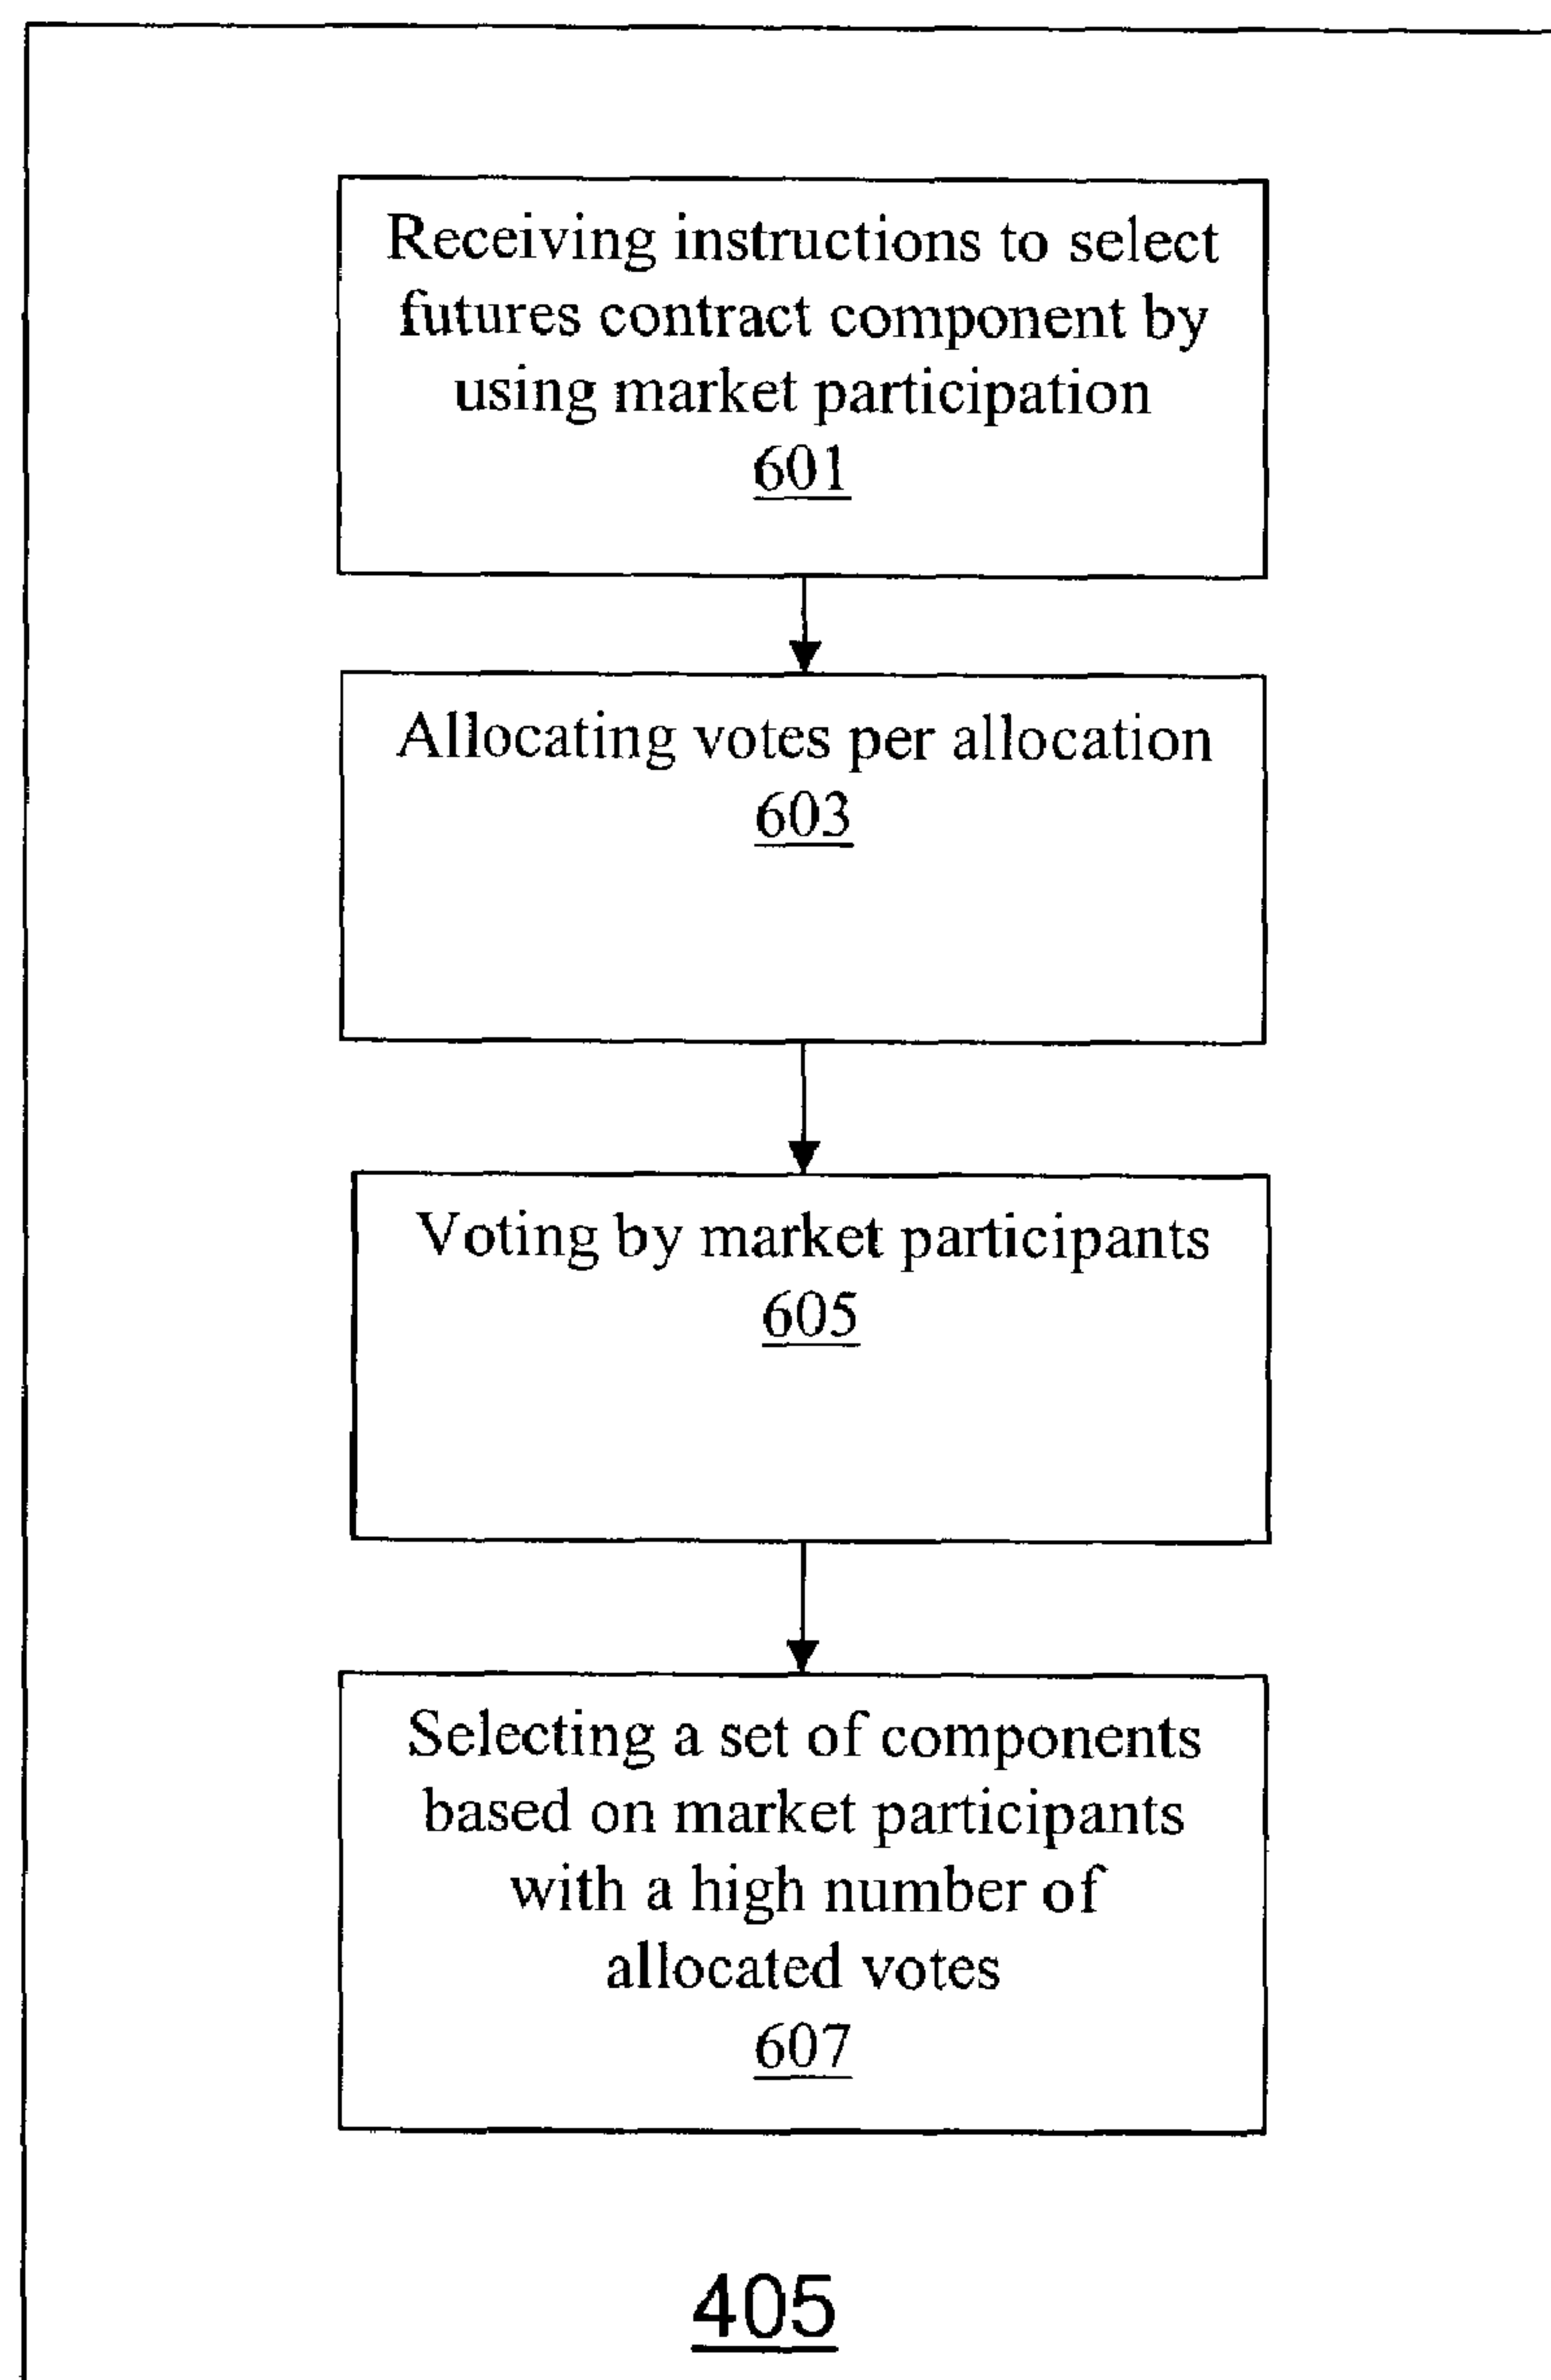 Receiving instructions to select
futures contract component by
using market participation
601
Allocating votes per allocation
603
Voting by market participants
605
Selecting a set of components
based on market participants
with a high number of
allocated votes
607
405